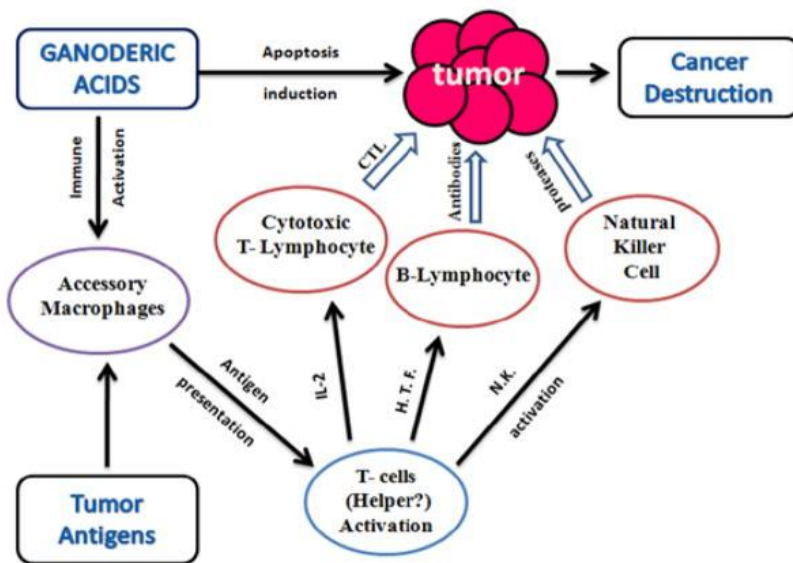 GANODERIC
ACIDS
Apoptosis
induction
tumor
Cancer
Destruction
Immune
Activation
CTL
Antibodies
proteases
Cytotoxic
T- Lymphocyte
B-Lymphocyte
Natural
Killer
Cell
Accessory
Macrophages
Antigen
presentation
IL-2
H. T. F.
N.K.
activation
T- cells
(Helper?)
Activation
Tumor
Antigens